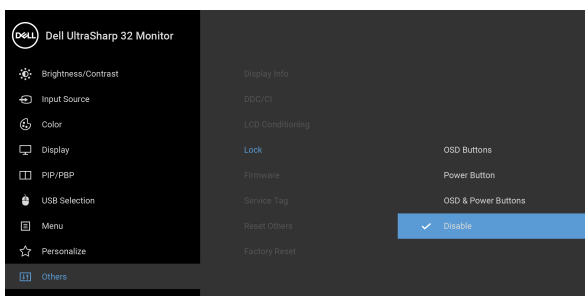 DELL Dell UltraSharp 32 Monitor
Brightness/Contrast
Input Source
Color
Display
PIP/PBP
USB Selection
Menu
Personalize
Others
Display Info
DDC/CI
LCD Conditioning
Lock
Firmware
Service Tag
Reset Others
Factory Reset
OSD Buttons
Power Button
OSD & Power Buttons
Disable